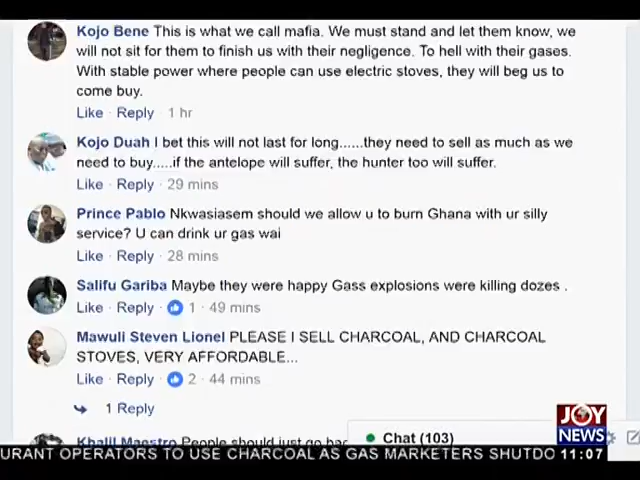 Kojo Bene This is what we call mafia. We must stand and let them know, we
will not sit for them to finish us with their negligence. To hell with their gases.
With stable power where people can use electric stoves, they will beg us to
come buy.
Like · Reply · 1 hr
Kojo Duah I bet this will not last for long......they need to sell as much as we
need to buy.....if the antelope will suffer, the hunter too will suffer.
Like · Reply · 29 mins
Prince Pablo Nkwasiasem should we allow u to burn Ghana with ur silly
service? U can drink ur gas wai
Like · Reply · 28 mins
Salifu Gariba Maybe they were happy Gass explosions were killing dozes .
Like · Reply · 1 · 49 mins
Mawuli Steven Lionel PLEASE I SELL CHARCOAL, AND CHARCOAL
STOVES, VERY AFFORDABLE...
Like · Reply · 2 · 44 mins
1 Reply
Khalil Maestro People should just go bac
Chat (103)
JOY
NEWS
URANT OPERATORS TO USE CHARCOAL AS GAS MARKETERS SHUTDO 11:07